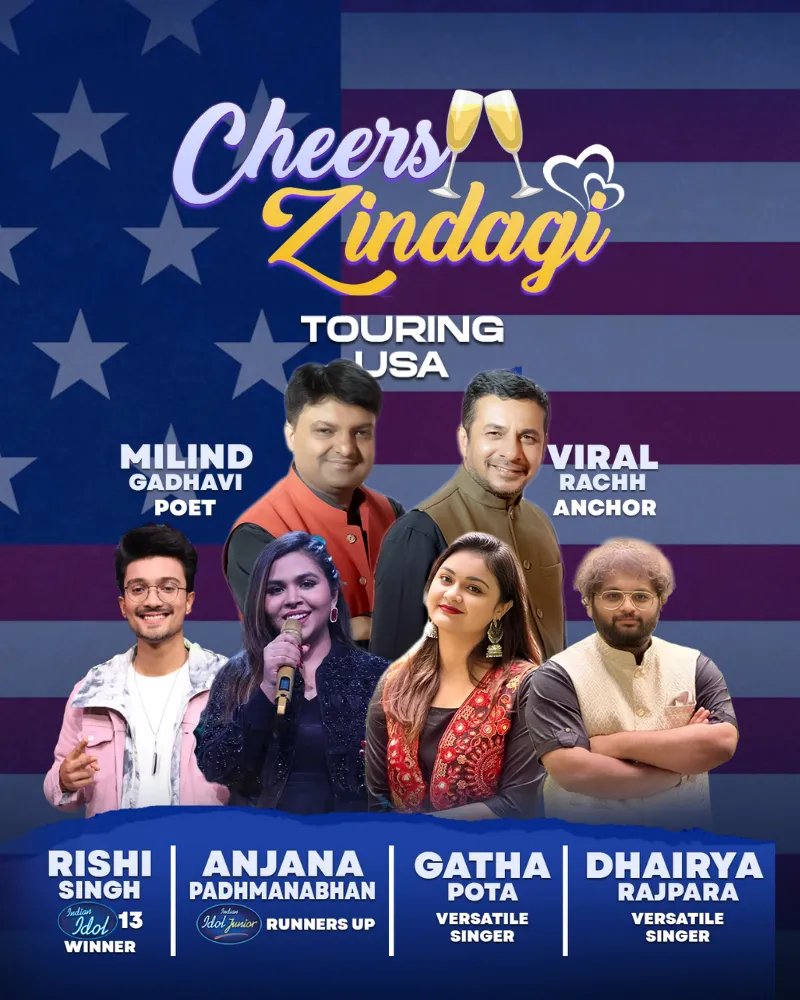 Cheers
Zindagi
TOURING
USA
MILIND
GADHAVI
POET
VIRAL
RACHH
ANCHOR
RISHI
SINGH
Indian
Idol 13
WINNER
ANJANA
PADHMANABHAN
Indian
Idol Junior RUNNERS UP
GATHA
POTA
VERSATILE
SINGER
DHAIRYA
RAJPARA
VERSATILE
SINGER